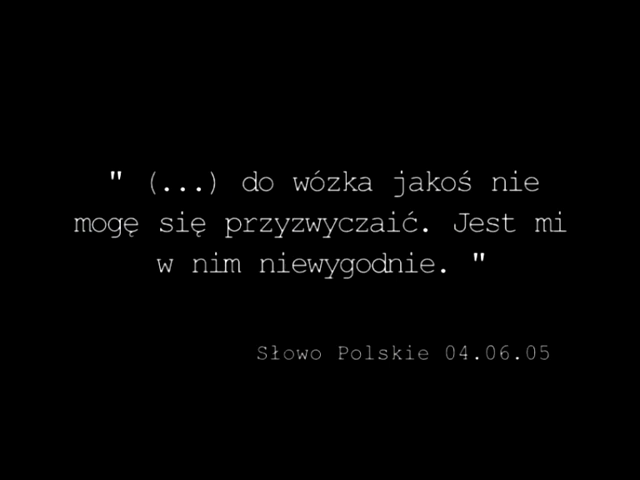 " (...) do wózka jakoś nie
mogę się przyzwyczaić. Jest mi
w nim niewygodnie. "
Słowo Polskie 04.06.05